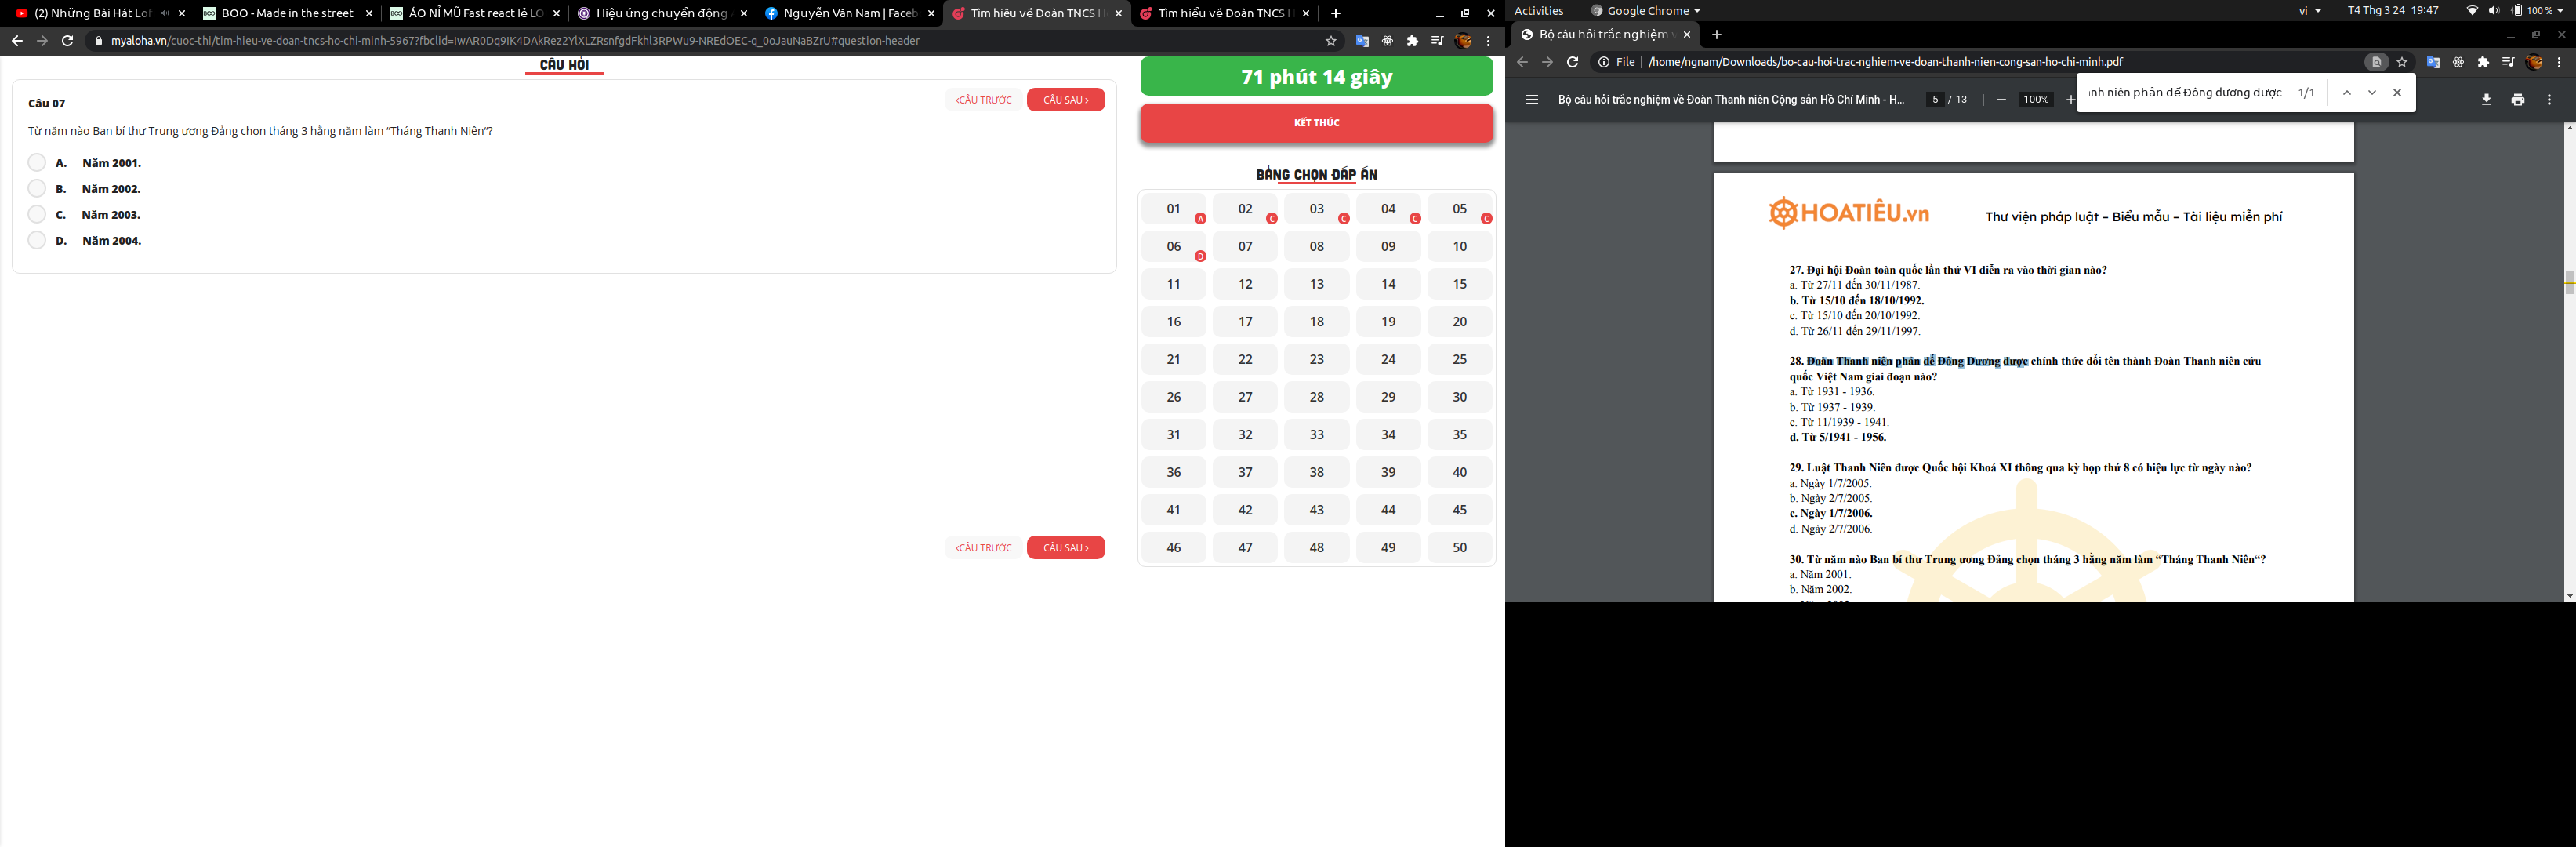 (2) Những Bài Hát Lof
BOO - Made in the street
ÁO NỈ MŨ Fast react lẻ LO
Hiệu ứng chuyển động
Nguyễn Văn Nam | Faceb
Tìm hiểu về Đoàn TNCS H
Tìm hiểu về Đoàn TNCS H
myaloha.vn/cuoc-thi/tim-hieu-ve-doan-tncs-ho-chi-minh-5967?fbclid=IwAR0Dq9IK4DAkRez2YlXLZRsnfgdFkhl3RPWu9-NREdOEC-q_0oJauNaBZrU#question-header
CÂU HỎI
Câu 07
‹CÂU TRƯỚC
CÂU SAU ›
Từ năm nào Ban bí thư Trung ương Đảng chọn tháng 3 hằng năm làm “Tháng Thanh Niên“?
A. Năm 2001.
B. Năm 2002.
C. Năm 2003.
D. Năm 2004.
‹CÂU TRƯỚC
CÂU SAU ›
71 phút 14 giây
KẾT THÚC
BẢNG CHỌN ĐÁP ÁN
01 A 02 C 03 C 04 C 05 C
06 D 07 08 09 10
11 12 13 14 15
16 17 18 19 20
21 22 23 24 25
26 27 28 29 30
31 32 33 34 35
36 37 38 39 40
41 42 43 44 45
46 47 48 49 50
Activities
Google Chrome
vi
T4 Thg 3 24 19:47
100 %
Bộ câu hỏi trắc nghiệm v
File
/home/ngnam/Downloads/bo-cau-hoi-trac-nghiem-ve-doan-thanh-nien-cong-san-ho-chi-minh.pdf
Bộ câu hỏi trắc nghiệm về Đoàn Thanh niên Cộng sản Hồ Chí Minh - H...
5 / 13
100%
nh niên phản đế Đông dương được
1/1
HOATIÊU.vn
Thư viện pháp luật – Biểu mẫu – Tài liệu miễn phí
27. Đại hội Đoàn toàn quốc lần thứ VI diễn ra vào thời gian nào?
a. Từ 27/11 đến 30/11/1987.
b. Từ 15/10 đến 18/10/1992.
c. Từ 15/10 đến 20/10/1992.
d. Từ 26/11 đến 29/11/1997.
28. Đoàn Thanh niên phản đế Đông Dương được chính thức đổi tên thành Đoàn Thanh niên cứu
quốc Việt Nam giai đoạn nào?
a. Từ 1931 - 1936.
b. Từ 1937 - 1939.
c. Từ 11/1939 - 1941.
d. Từ 5/1941 - 1956.
29. Luật Thanh Niên được Quốc hội Khoá XI thông qua kỳ họp thứ 8 có hiệu lực từ ngày nào?
a. Ngày 1/7/2005.
b. Ngày 2/7/2005.
c. Ngày 1/7/2006.
d. Ngày 2/7/2006.
30. Từ năm nào Ban bí thư Trung ương Đảng chọn tháng 3 hằng năm làm “Tháng Thanh Niên“?
a. Năm 2001.
b. Năm 2002.